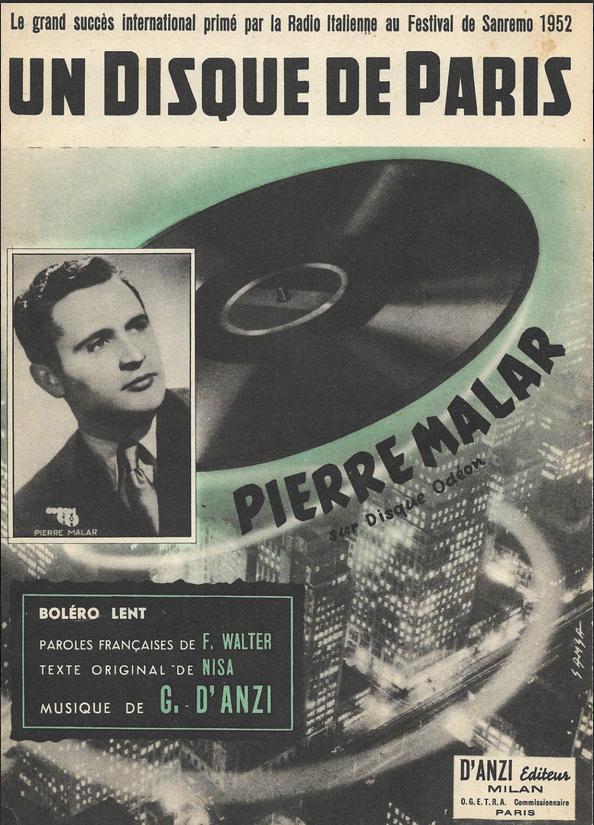 Le grand succès international primé par la Radio Italienne au Festival de Sanremo 1952
UN DISQUE DE PARIS
ODEON
PIERRE MALAR
PIERRE MALAR
sur Disque Odéon
BOLÉRO LENT
PAROLES FRANÇAISES DE F. WALTER
TEXTE ORIGINAL DE NISA
MUSIQUE DE G. D'ANZI
SAMSA
D'ANZI Editeur
MILAN
O.G.E.T.R.A. Commissionnaire
PARIS